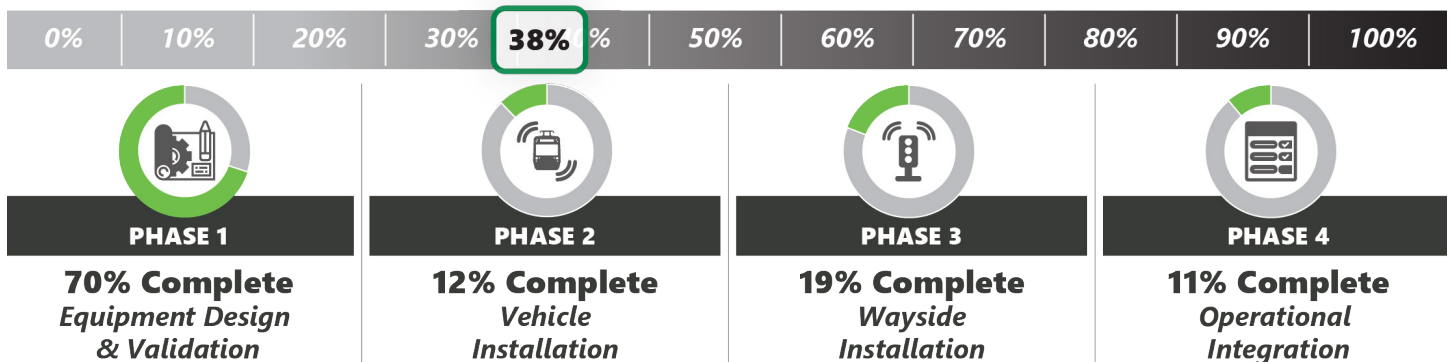 0% 10% 20% 30% 38% % 50% 60% 70% 80% 90% 100%
PHASE 1
70% Complete
Equipment Design
& Validation
PHASE 2
12% Complete
Vehicle
Installation
PHASE 3
19% Complete
Wayside
Installation
PHASE 4
11% Complete
Operational
Integration